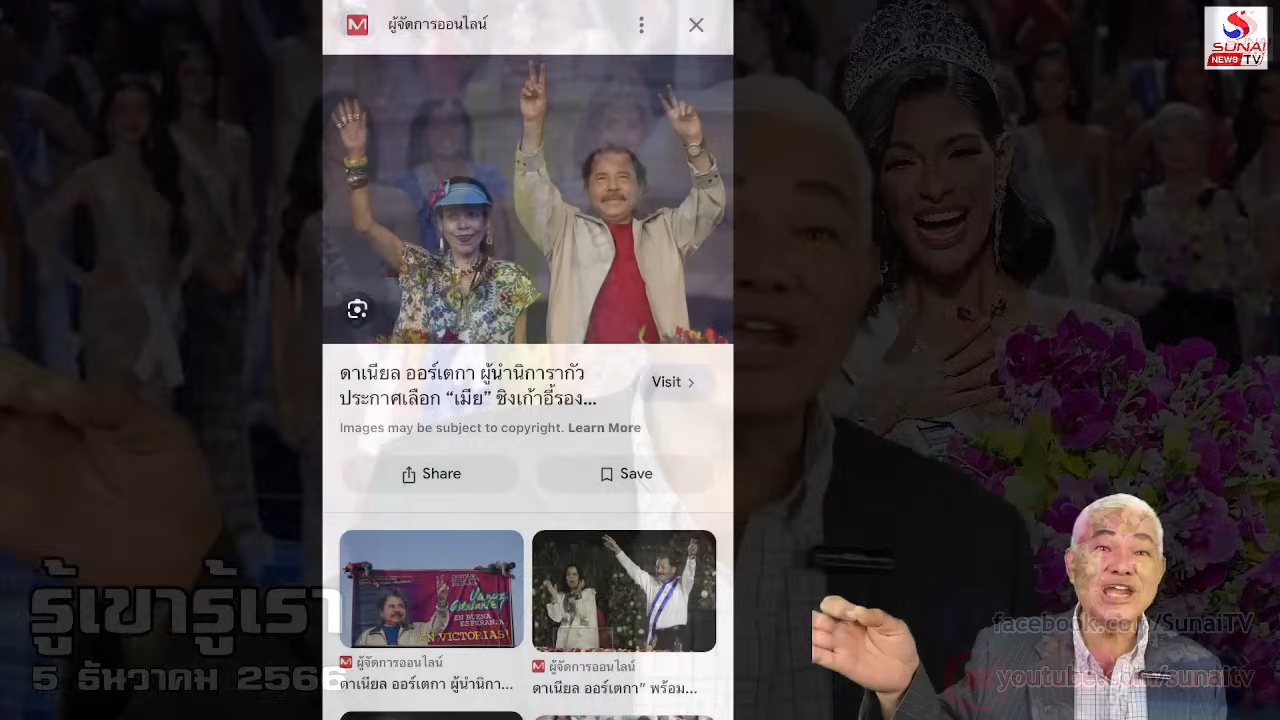 ผู้จัดการออนไลน์
SUNAI
NEWS TV
ดาเนียล ออร์เตกา ผู้นำนิการากัว
ประกาศเลือก “เมีย” ชิงเก้าอี้รอง...
Visit
Images may be subject to copyright. Learn More
Share
Save
EN BUENA
ESPERANZA
EN VICTORIAS!
ผู้จัดการออนไลน์
ดาเนียล ออร์เตกา ผู้นำนิกา...
ผู้จัดการออนไลน์
ดาเนียล ออร์เตกา” พร้อม...
รู้เขารู้เรา
5 ธันวาคม 2566
facebook.com/SunaiTV
youtube.com/sunaitv